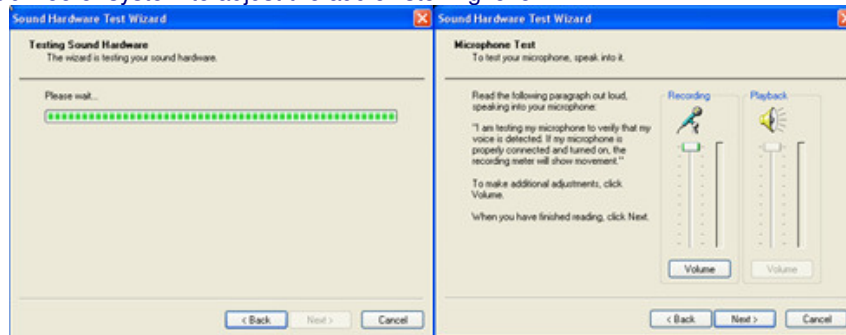 Sound Hardware Test Wizard
Testing Sound Hardware
The wizard is testing your sound hardware.
Please wait...
< Back
Next >
Cancel
Sound Hardware Test Wizard
Microphone Test
To test your microphone, speak into it.
Read the following paragraph out loud,
speaking into your microphone:
"I am testing my microphone to verify that my
voice is detected. If my microphone is
properly connected and turned on, the
recording meter will show movement."
To make additional adjustments, click
Volume.
When you have finished reading, click Next.
Recording
Playback
Volume
Volume
< Back
Next >
Cancel